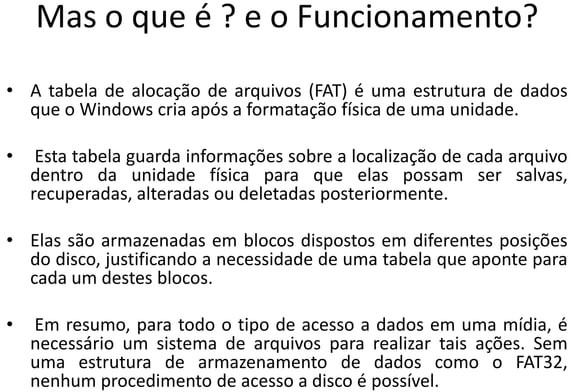 Mas o que é ? e o Funcionamento?
• A tabela de alocação de arquivos (FAT) é uma estrutura de dados
que o Windows cria após a formatação física de uma unidade.
• Esta tabela guarda informações sobre a localização de cada arquivo
dentro da unidade física para que elas possam ser salvas,
recuperadas, alteradas ou deletadas posteriormente.
• Elas são armazenadas em blocos dispostos em diferentes posições
do disco, justificando a necessidade de uma tabela que aponte para
cada um destes blocos.
• Em resumo, para todo o tipo de acesso a dados em uma mídia, é
necessário um sistema de arquivos para realizar tais ações. Sem
uma estrutura de armazenamento de dados como o FAT32,
nenhum procedimento de acesso a disco é possível.